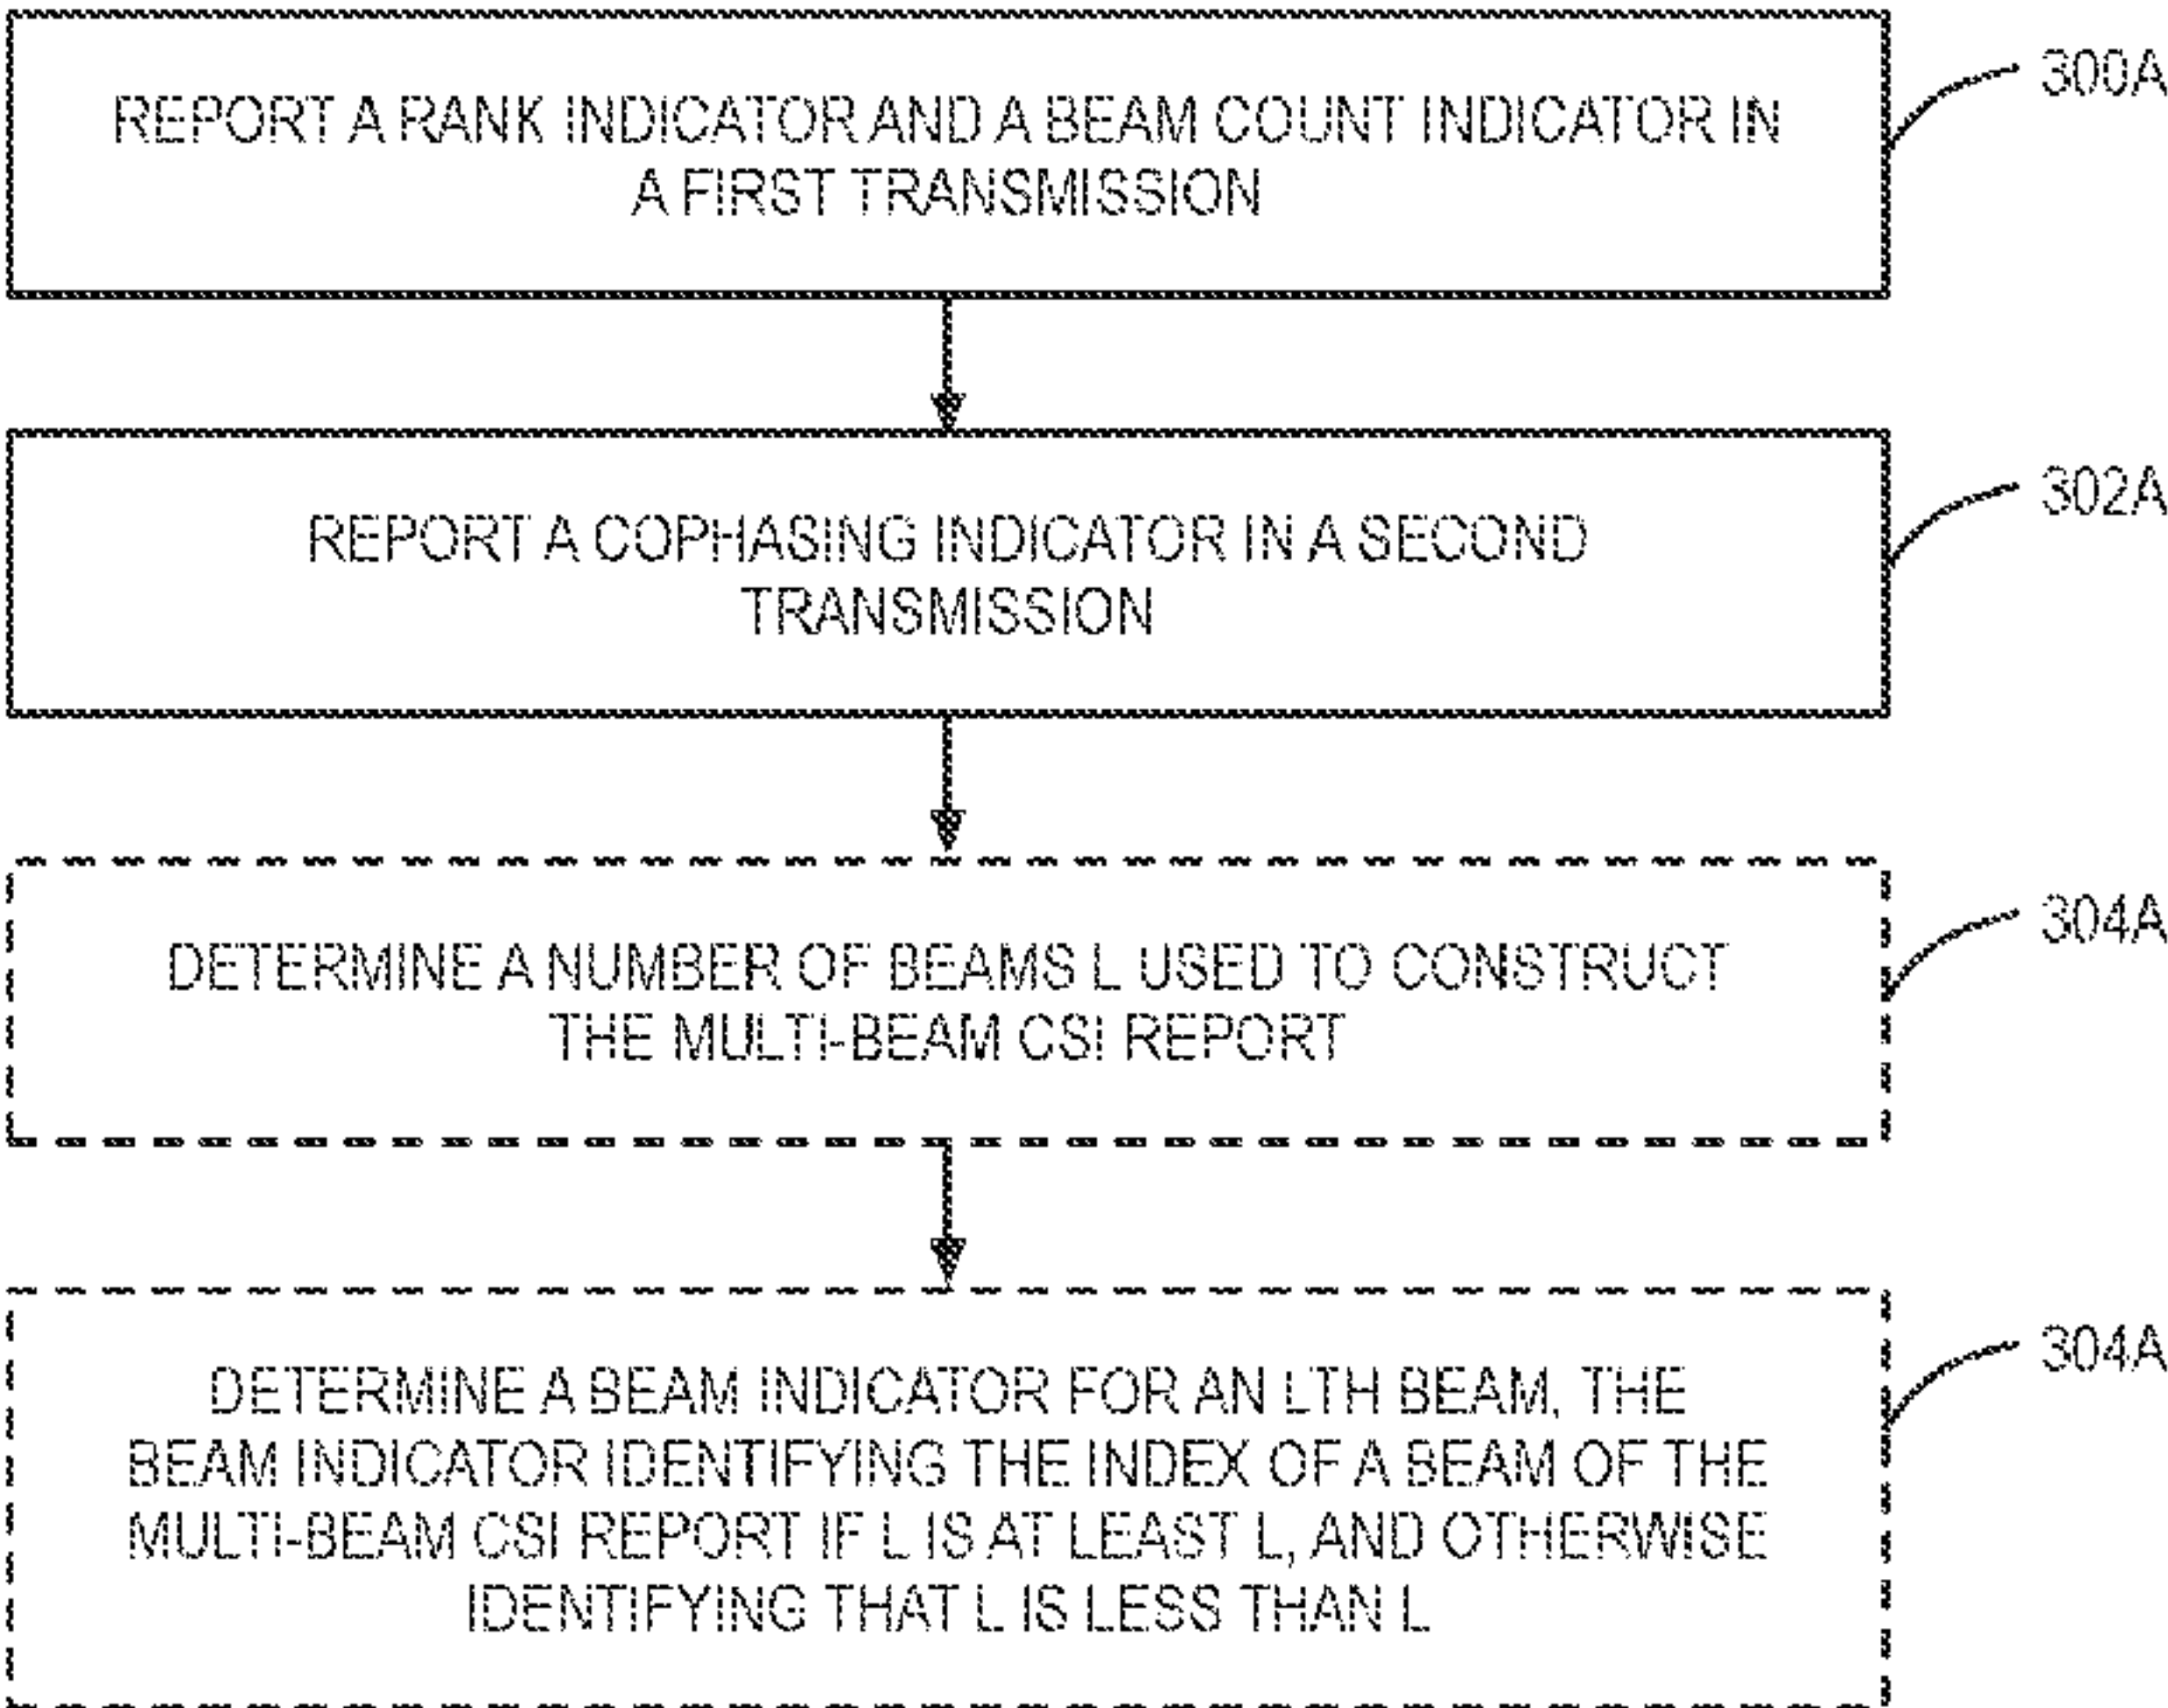 REPORT A RANK INDICATOR AND A BEAM COUNT INDICATOR IN
A FIRST TRANSMISSION
300A
REPORT A COPHASING INDICATOR IN A SECOND
TRANSMISSION
302A
DETERMINE A NUMBER OF BEAMS L USED TO CONSTRUCT
THE MULTI-BEAM CSI REPORT
304A
DETERMINE A BEAM INDICATOR FOR AN LTH BEAM, THE
BEAM INDICATOR IDENTIFYING THE INDEX OF A BEAM OF THE
MULTI-BEAM CSI REPORT IF L IS AT LEAST L, AND OTHERWISE
IDENTIFYING THAT L IS LESS THAN L
304A